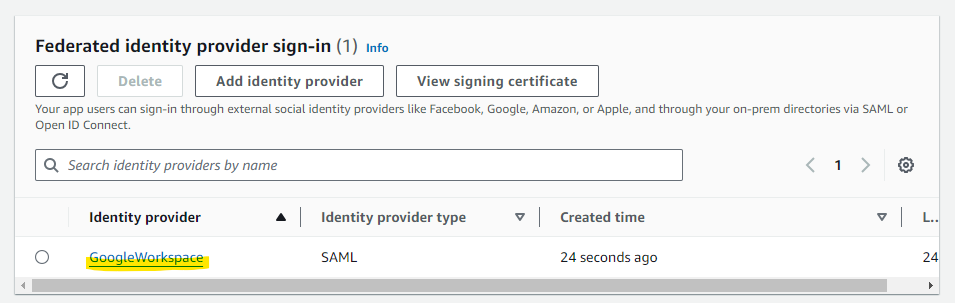 Federated identity provider sign-in (1) Info
Delete Add identity provider View signing certificate
Your app users can sign-in through external social identity providers like Facebook, Google, Amazon, or Apple, and through your on-prem directories via SAML or
Open ID Connect.
Search identity providers by name 1
Identity provider Identity provider type Created time L...
GoogleWorkspace SAML 24 seconds ago 24